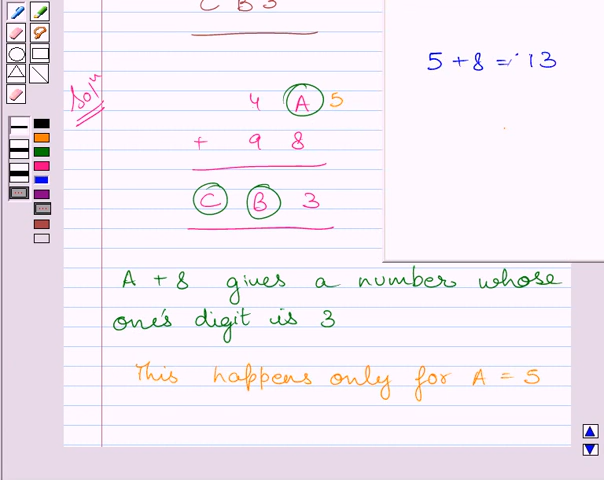 C B 3
Solⁿ
4 A 5
+ 9 8
C B 3
5 + 8 = 13
A + 8 gives a number whose
one's digit is 3
This happens only for A = 5